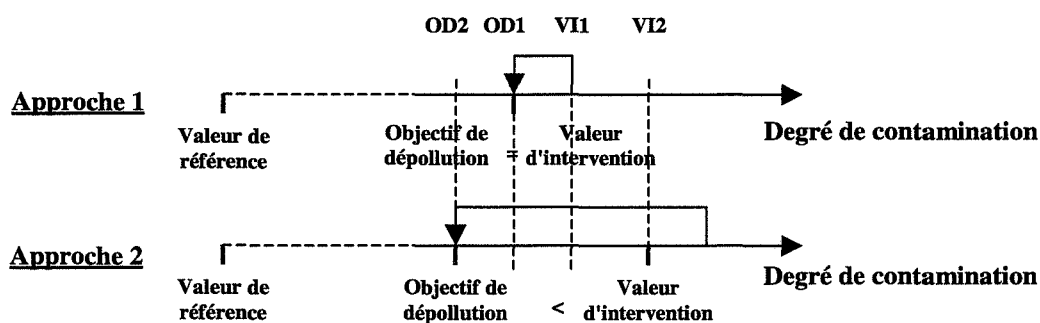 OD2 OD1 VI1 VI2
Approche 1
Valeur de référence
Objectif de dépollution = Valeur d'intervention
Degré de contamination
Approche 2
Valeur de référence
Objectif de dépollution < Valeur d'intervention
Degré de contamination